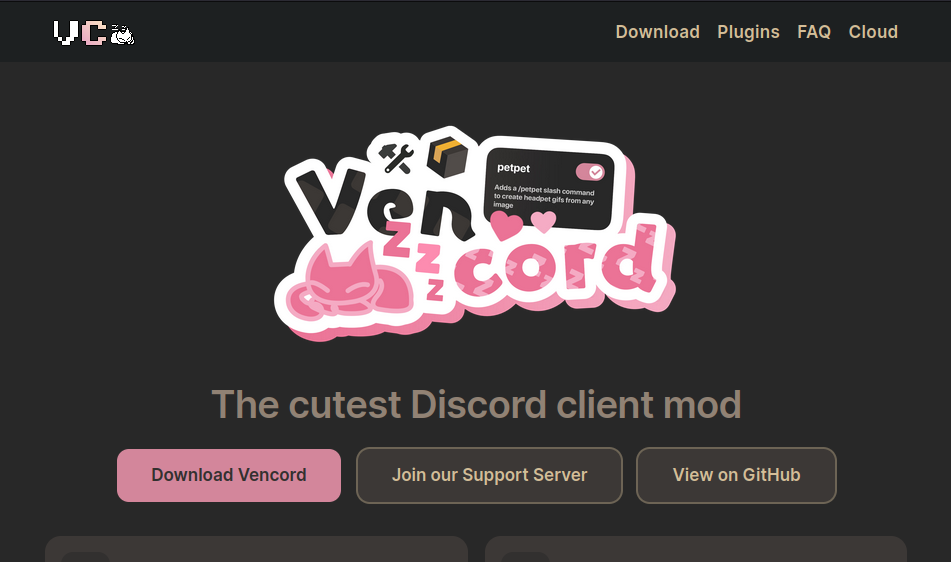 VC
Download Plugins FAQ Cloud
Ven
petpet
Adds a /petpet slash command
to create headpet gifs from any
image
z
z
z
cord
The cutest Discord client mod
Download Vencord
Join our Support Server
View on GitHub